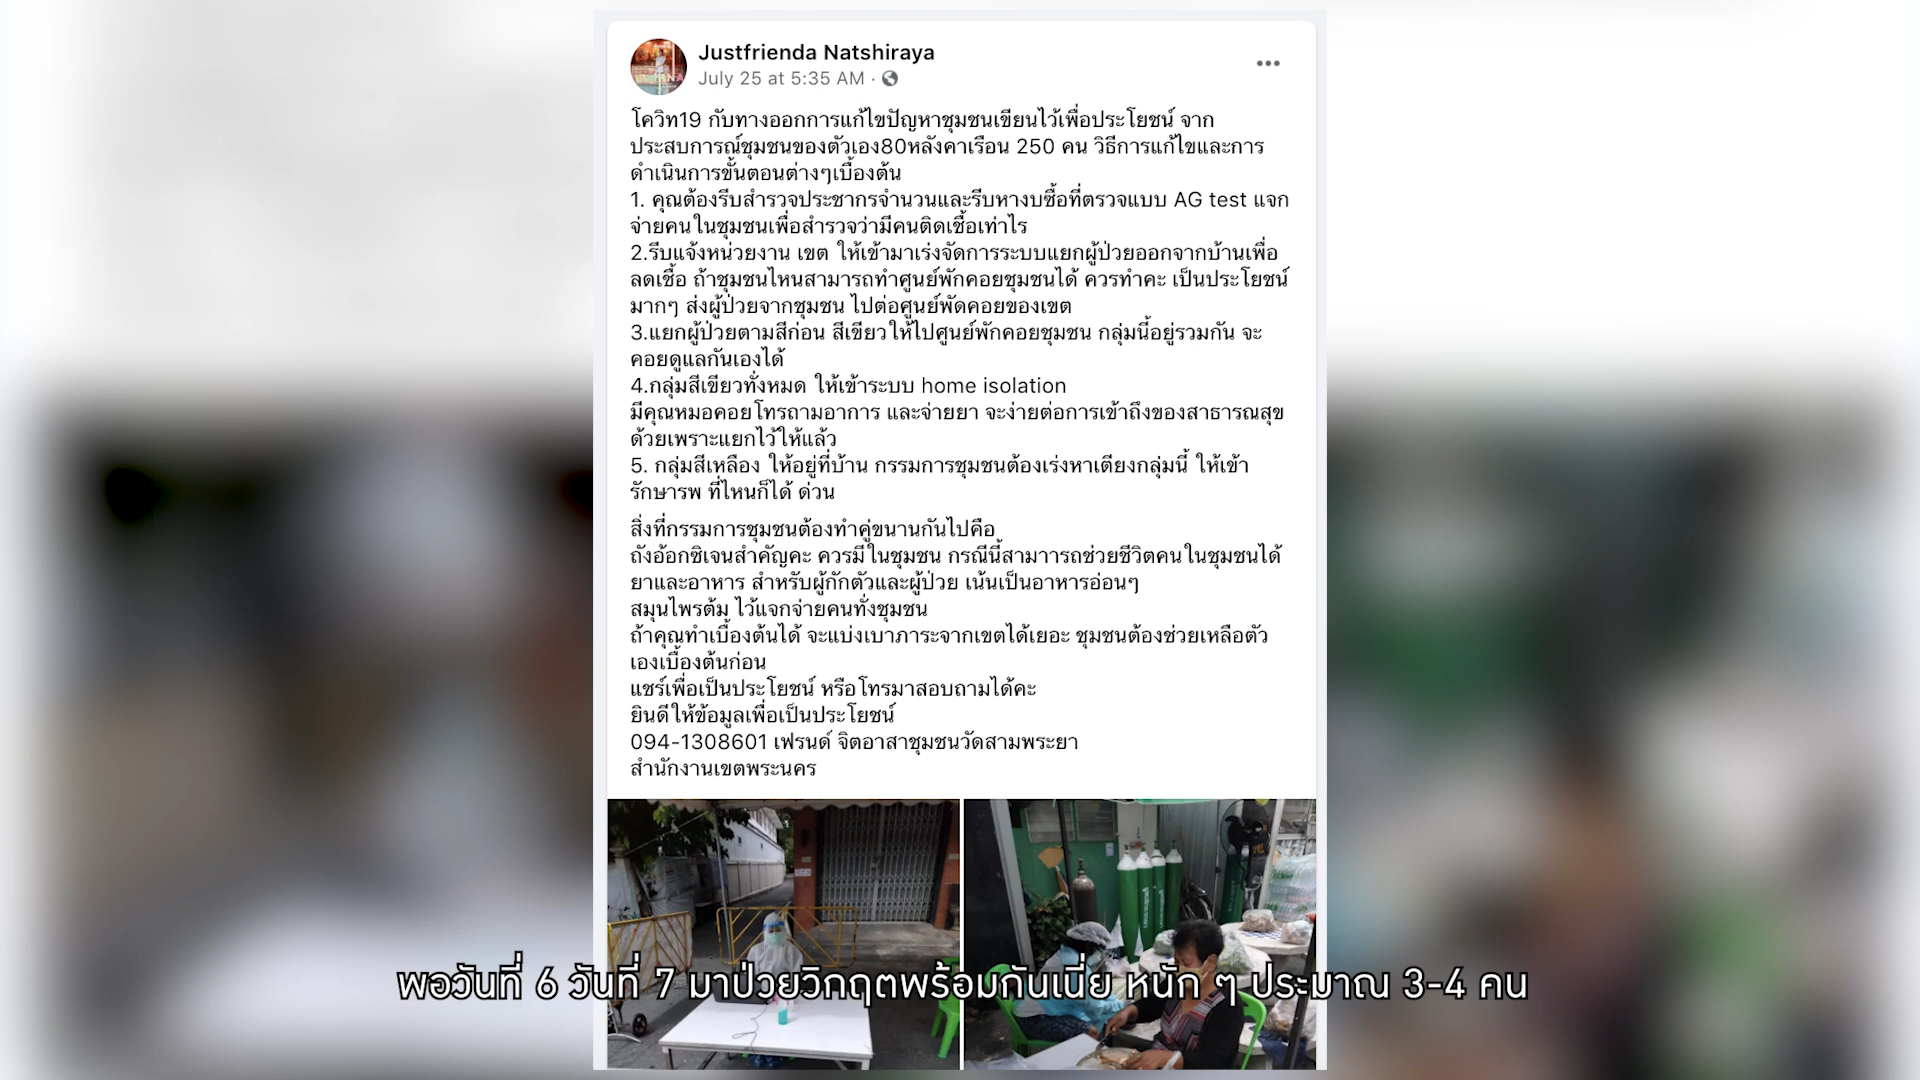 Justfrienda Natshiraya
July 25 at 5:35 AM ·
โควิท19 กับทางออกการแก้ไขปัญหาชุมชนเขียนไว้เพื่อประโยชน์ จาก
ประสบการณ์ชุมชนของตัวเอง80หลังคาเรือน 250 คน วิธีการแก้ไขและการ
ดำเนินการขั้นตอนต่างๆเบื้องต้น
1. คุณต้องรีบสำรวจประชากรจำนวนและรีบหางบซื้อที่ตรวจแบบ AG test แจก
จ่ายคนในชุมชนเพื่อสำรวจว่ามีคนติดเชื้อเท่าไร
2.รีบแจ้งหน่วยงาน เขต ให้เข้ามาเร่งจัดการระบบแยกผู้ป่วยออกจากบ้านเพื่อ
ลดเชื้อ ถ้าชุมชนไหนสามารถทำศูนย์พักคอยชุมชนได้ ควรทำคะ เป็นประโยชน์
มากๆ ส่งผู้ป่วยจากชุมชน ไปต่อศูนย์พัดคอยของเขต
3.แยกผู้ป่วยตามสีก่อน สีเขียวให้ไปศูนย์พักคอยชุมชน กลุ่มนี้อยู่รวมกัน จะ
คอยดูแลกันเองได้
4.กลุ่มสีเขียวทั้งหมด ให้เข้าระบบ home isolation
มีคุณหมอคอยโทรถามอาการ และจ่ายยา จะง่ายต่อการเข้าถึงของสาธารณสุข
ด้วยเพราะแยกไว้ให้แล้ว
5. กลุ่มสีเหลือง ให้อยู่ที่บ้าน กรรมการชุมชนต้องเร่งหาเตียงกลุ่มนี้ ให้เข้า
รักษารพ ที่ไหนก็ได้ ด่วน
สิ่งที่กรรมการชุมชนต้องทำคู่ขนานกันไปคือ
ถังอ้อกซิเจนสำคัญคะ ควรมีในชุมชน กรณีนี้สามาารถช่วยชีวิตคนในชุมชนได้
ยาและอาหาร สำหรับผู้กักตัวและผู้ป่วย เน้นเป็นอาหารอ่อนๆ
สมุนไพรต้ม ไว้แจกจ่ายคนทั่งชุมชน
ถ้าคุณทำเบื้องต้นได้ จะแบ่งเบาภาระจากเขตได้เยอะ ชุมชนต้องช่วยเหลือตัว
เองเบื้องต้นก่อน
แชร์เพื่อเป็นประโยชน์ หรือโทรมาสอบถามได้คะ
ยินดีให้ข้อมูลเพื่อเป็นประโยชน์
094-1308601 เฟรนด์ จิตอาสาชุมชนวัดสามพระยา
สำนักงานเขตพระนคร
พอวันที่ 6 วันที่ 7 มาป่วยวิกฤตพร้อมกันเนี่ย หนัก ๆ ประมาณ 3-4 คน